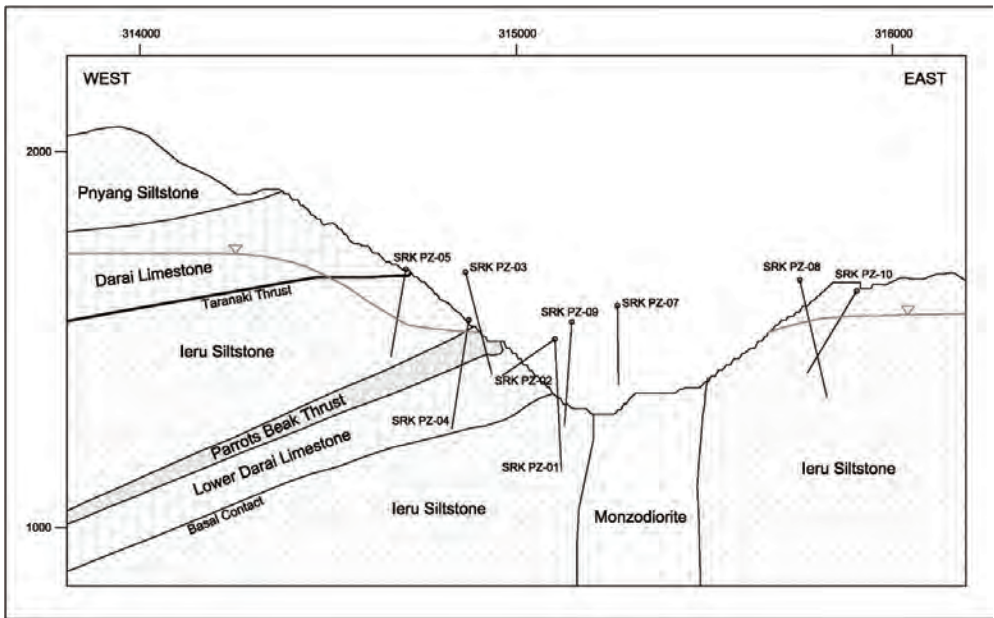 314000
315000
316000
WEST
EAST
2000
Pnyang Siltstone
SRK PZ-05
SRK PZ-03
SRK PZ-08
SRK PZ-10
Darai Limestone
Taranaki Thrust
SRK PZ-09
SRK PZ-07
Ieru Siltstone
SRK PZ-02
Parrots Beak Thrust
SRK PZ-04
Lower Darai Limestone
SRK PZ-01
Ieru Siltstone
Ieru Siltstone
Monzodiorite
1000
Basal Contact